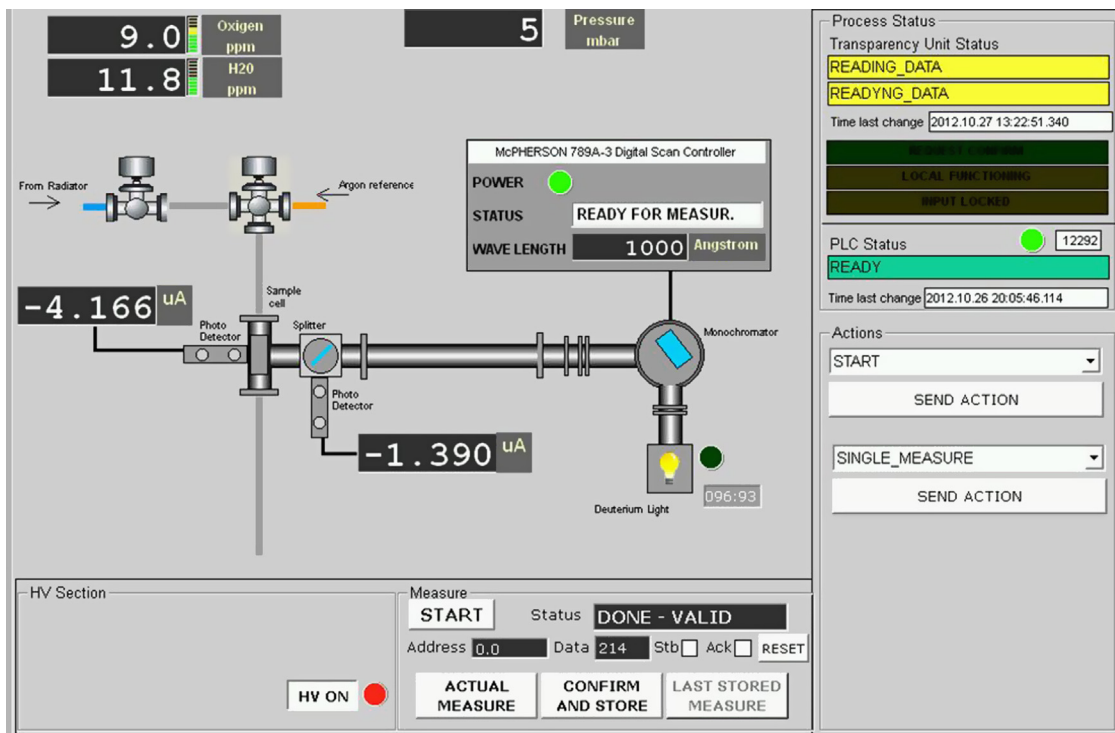 9.0
Oxigen
ppm
11.8
H20
ppm
5
Pressure
mbar
From Radiator
Argon reference
McPHERSON 789A-3 Digital Scan Controller
POWER
STATUS READY FOR MEASUR.
WAVE LENGTH 1000 Angstrom
-4.166 uA
Photo
Detector
Sample
cell
Splitter
Photo
Detector
-1.390 uA
Monochromator
Deuterium Light
096:93
Process Status
Transparency Unit Status
READING_DATA
READYNG_DATA
Time last change 2012.10.27 13:22:51.340
REQUEST CONFIRM
LOCAL FUNCTIONING
INPUT LOCKED
PLC Status 12292
READY
Time last change 2012.10.26 20:05:46.114
Actions
START
SEND ACTION
SINGLE_MEASURE
SEND ACTION
HV Section
HV ON
Measure
START Status DONE - VALID
Address 0.0 Data 214 Stb Ack RESET
ACTUAL
MEASURE
CONFIRM
AND STORE
LAST STORED
MEASURE